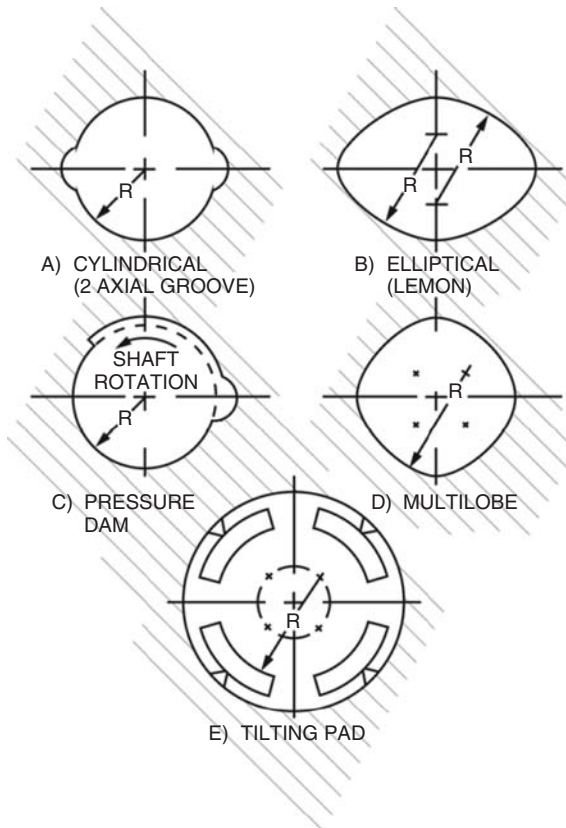 R
R
R
A) CYLINDRICAL
(2 AXIAL GROOVE)
B) ELLIPTICAL
(LEMON)
SHAFT
ROTATION
R
R
C) PRESSURE
DAM
D) MULTILOBE
R
E) TILTING PAD